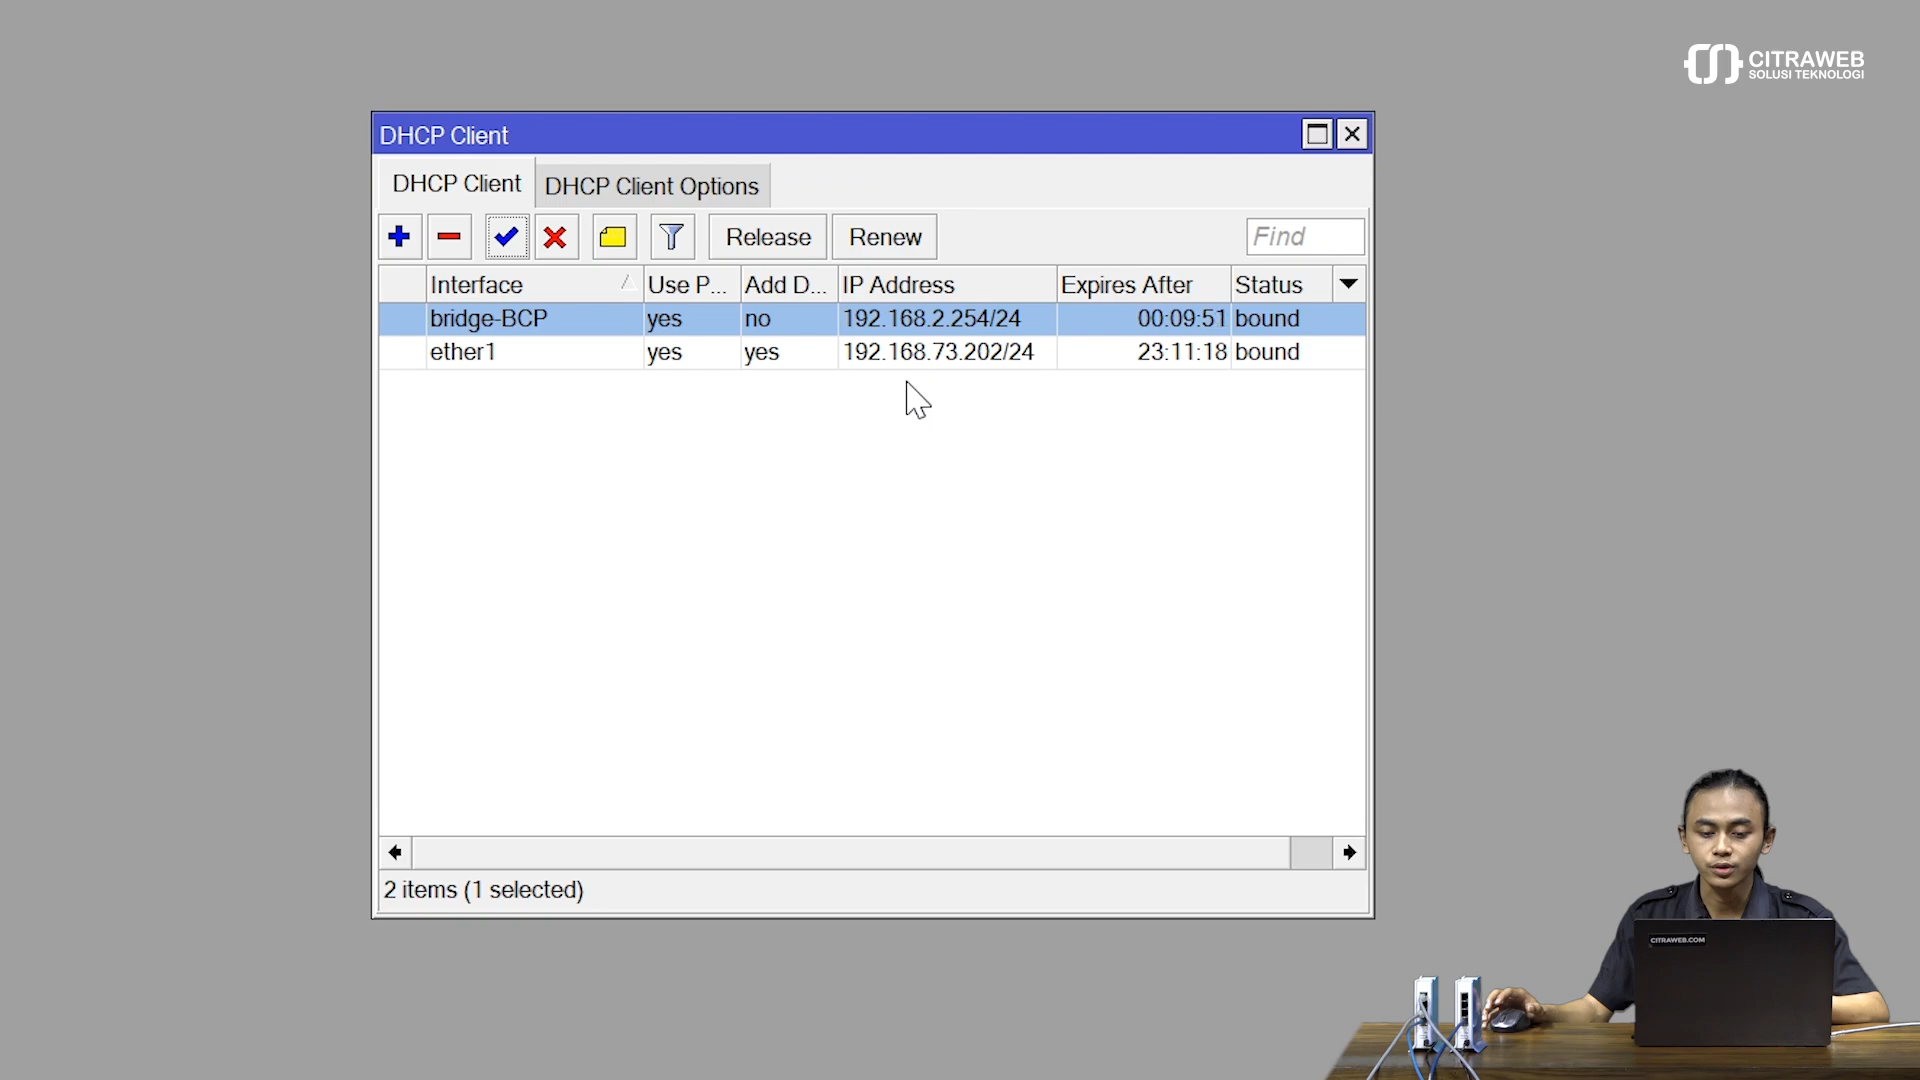 CITRAWEB
SOLUSI TEKNOLOGI
DHCP Client
DHCP Client DHCP Client Options
Release Renew Find
Interface Use P... Add D... IP Address Expires After Status
bridge-BCP yes no 192.168.2.254/24 00:09:51 bound
ether1 yes yes 192.168.73.202/24 23:11:18 bound
2 items (1 selected)
CITRAWEB.COM